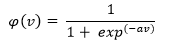 φ(v) = 1 / (1 + exp^(−av))